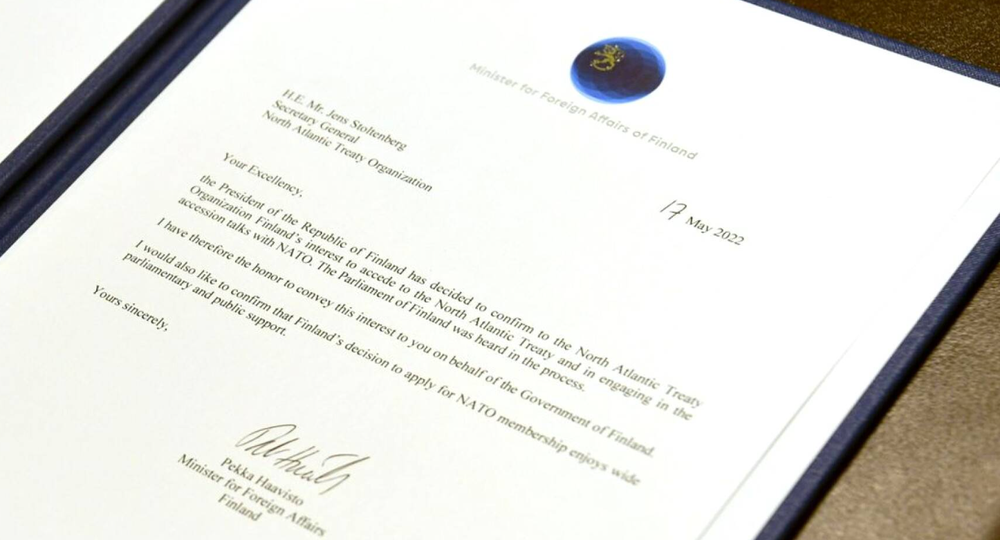 Minister for Foreign Affairs of Finland
H.E. Mr. Jens Stoltenberg
Secretary General
North Atlantic Treaty Organization
17 May 2022
Your Excellency,
the President of the Republic of Finland has decided to confirm to the North Atlantic Treaty
Organization Finland's interest to accede to the North Atlantic Treaty and in engaging in the
accession talks with NATO. The Parliament of Finland was heard in the process.
I have therefore the honor to convey this interest to you on behalf of the Government of Finland.
I would also like to confirm that Finland's decision to apply for NATO membership enjoys wide
parliamentary and public support.
Yours sincerely,
Pekka Haavisto
Minister for Foreign Affairs
Finland